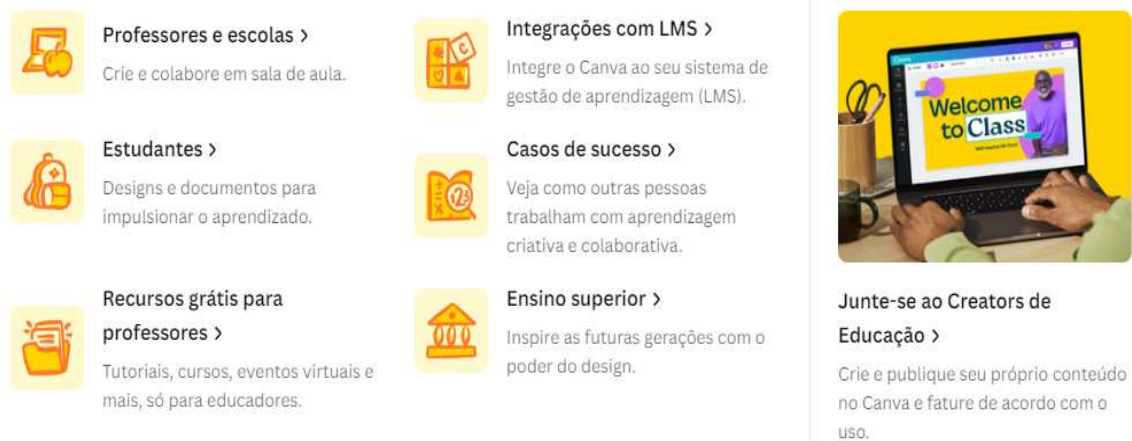 Professores e escolas >
Crie e colabore em sala de aula.
Estudantes >
Designs e documentos para
impulsionar o aprendizado.
Recursos grátis para
professores >
Tutoriais, cursos, eventos virtuais e
mais, só para educadores.
Integrações com LMS >
Integre o Canva ao seu sistema de
gestão de aprendizagem (LMS).
Casos de sucesso >
Veja como outras pessoas
trabalham com aprendizagem
criativa e colaborativa.
Ensino superior >
Inspire as futuras gerações com o
poder do design.
Welcome
to Class
Junte-se ao Creators de
Educação >
Crie e publique seu próprio conteúdo
no Canva e fature de acordo com o
uso.